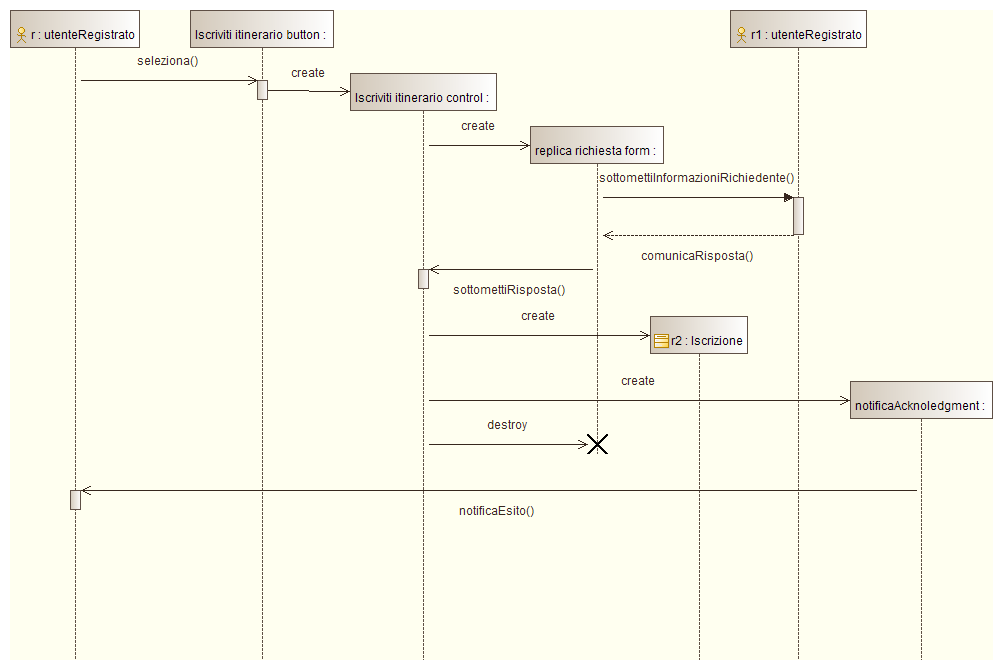 r : utenteRegistrato
Iscriviti itinerario button :
r1 : utenteRegistrato
seleziona()
create
Iscriviti itinerario control :
create
replica richiesta form :
sottomettiInformazioniRichiedente()
comunicaRisposta()
sottomettiRisposta()
create
r2 : Iscrizione
create
notificaAcknoledgment :
destroy
notificaEsito()